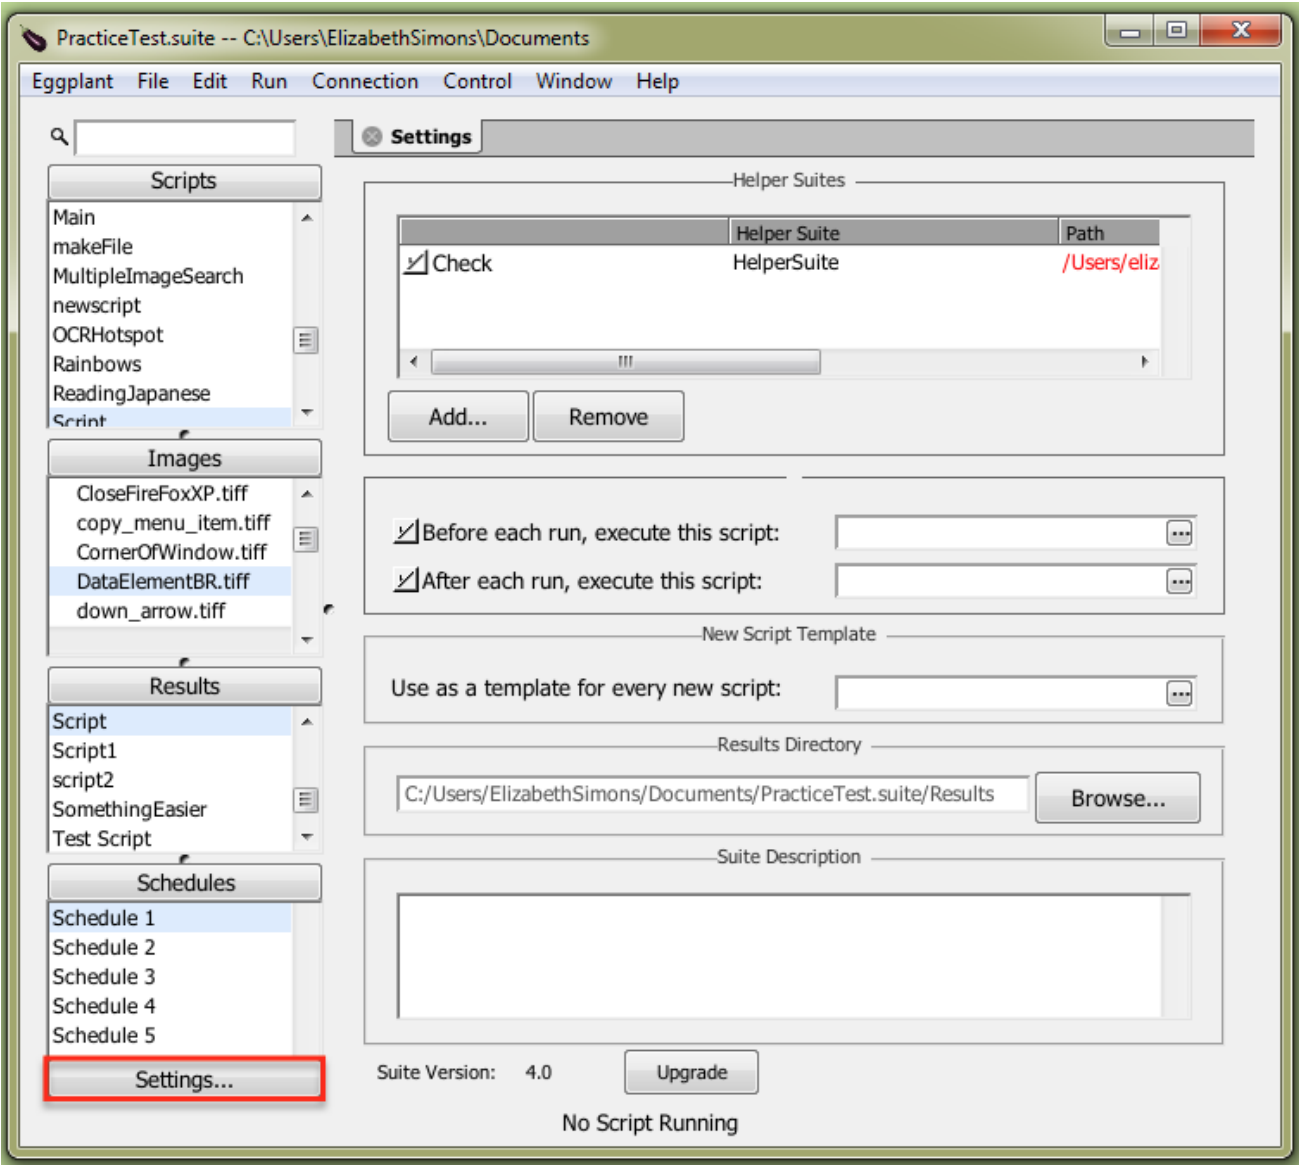 PracticeTest.suite -- C:\Users\ElizabethSimons\Documents
Eggplant File Edit Run Connection Control Window Help
Settings
Scripts
Main
makeFile
MultipleImageSearch
newscript
OCRHotspot
Rainbows
ReadingJapanese
Script
Images
CloseFireFoxXP.tiff
copy_menu_item.tiff
CornerOfWindow.tiff
DataElementBR.tiff
down_arrow.tiff
Results
Script
Script1
script2
SomethingEasier
Test Script
Schedules
Schedule 1
Schedule 2
Schedule 3
Schedule 4
Schedule 5
Settings...
Helper Suites
Helper Suite Path
Check HelperSuite /Users/eliz
Add... Remove
Before each run, execute this script: ...
After each run, execute this script: ...
New Script Template
Use as a template for every new script: ...
Results Directory
C:/Users/ElizabethSimons/Documents/PracticeTest.suite/Results Browse...
Suite Description
Suite Version: 4.0 Upgrade
No Script Running